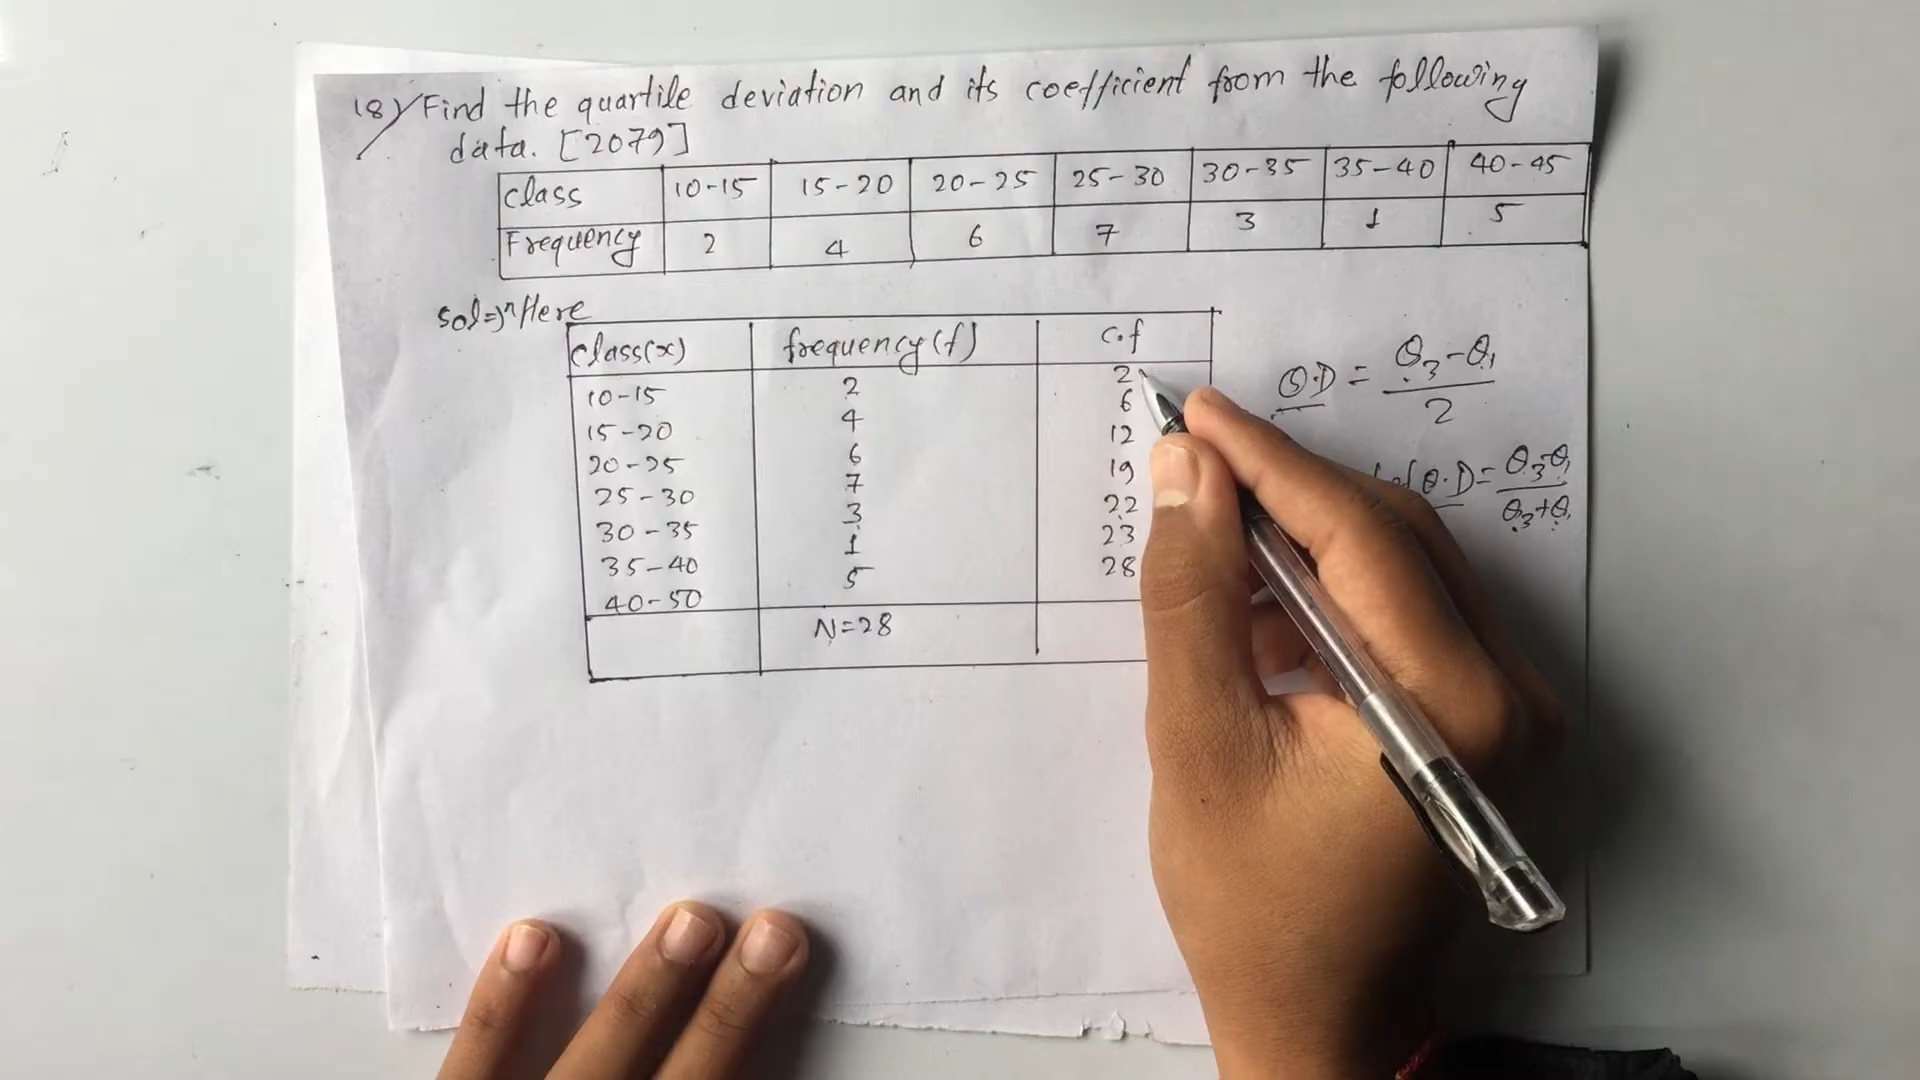 18) Find the quartile deviation and its coefficient from the following
data. [2079]
class 10-15 15-20 20-25 25-30 30-35 35-40 40-45
Frequency 2 4 6 7 3 1 5
sol=)n Here
class(x) frequency(f) c.f
10-15 2 2
15-20 4 6
20-25 6 12
25-30 7 19
30-35 3 22
35-40 1 23
40-50 5 28
N=28
Q.D = Q3-Q1
2
of Q.D = Q3-Q1
Q3+Q1